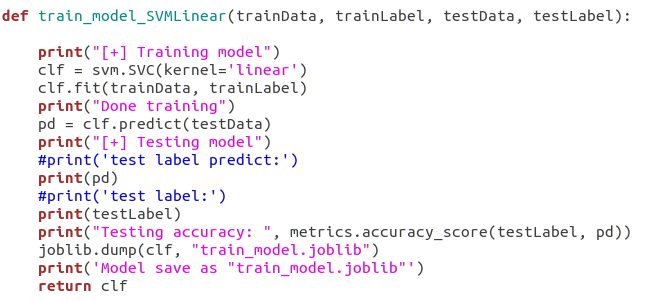 def train_model_SVMLinear(trainData, trainLabel, testData, testLabel):
    print("[+] Training model")
    clf = svm.SVC(kernel='linear')
    clf.fit(trainData, trainLabel)
    print("Done training")
    pd = clf.predict(testData)
    print("[+] Testing model")
    #print('test label predict:')
    print(pd)
    #print('test label:')
    print(testLabel)
    print("Testing accuracy: ", metrics.accuracy_score(testLabel, pd))
    joblib.dump(clf, "train_model.joblib")
    print('Model save as "train_model.joblib"')
    return clf